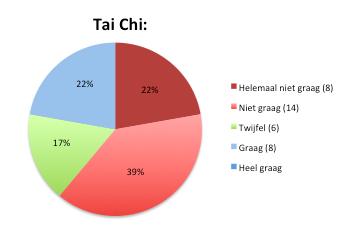 Tai Chi:
22%
22%
17%
39%
Helemaal niet graag (8)
Niet graag (14)
Twijfel (6)
Graag (8)
Heel graag